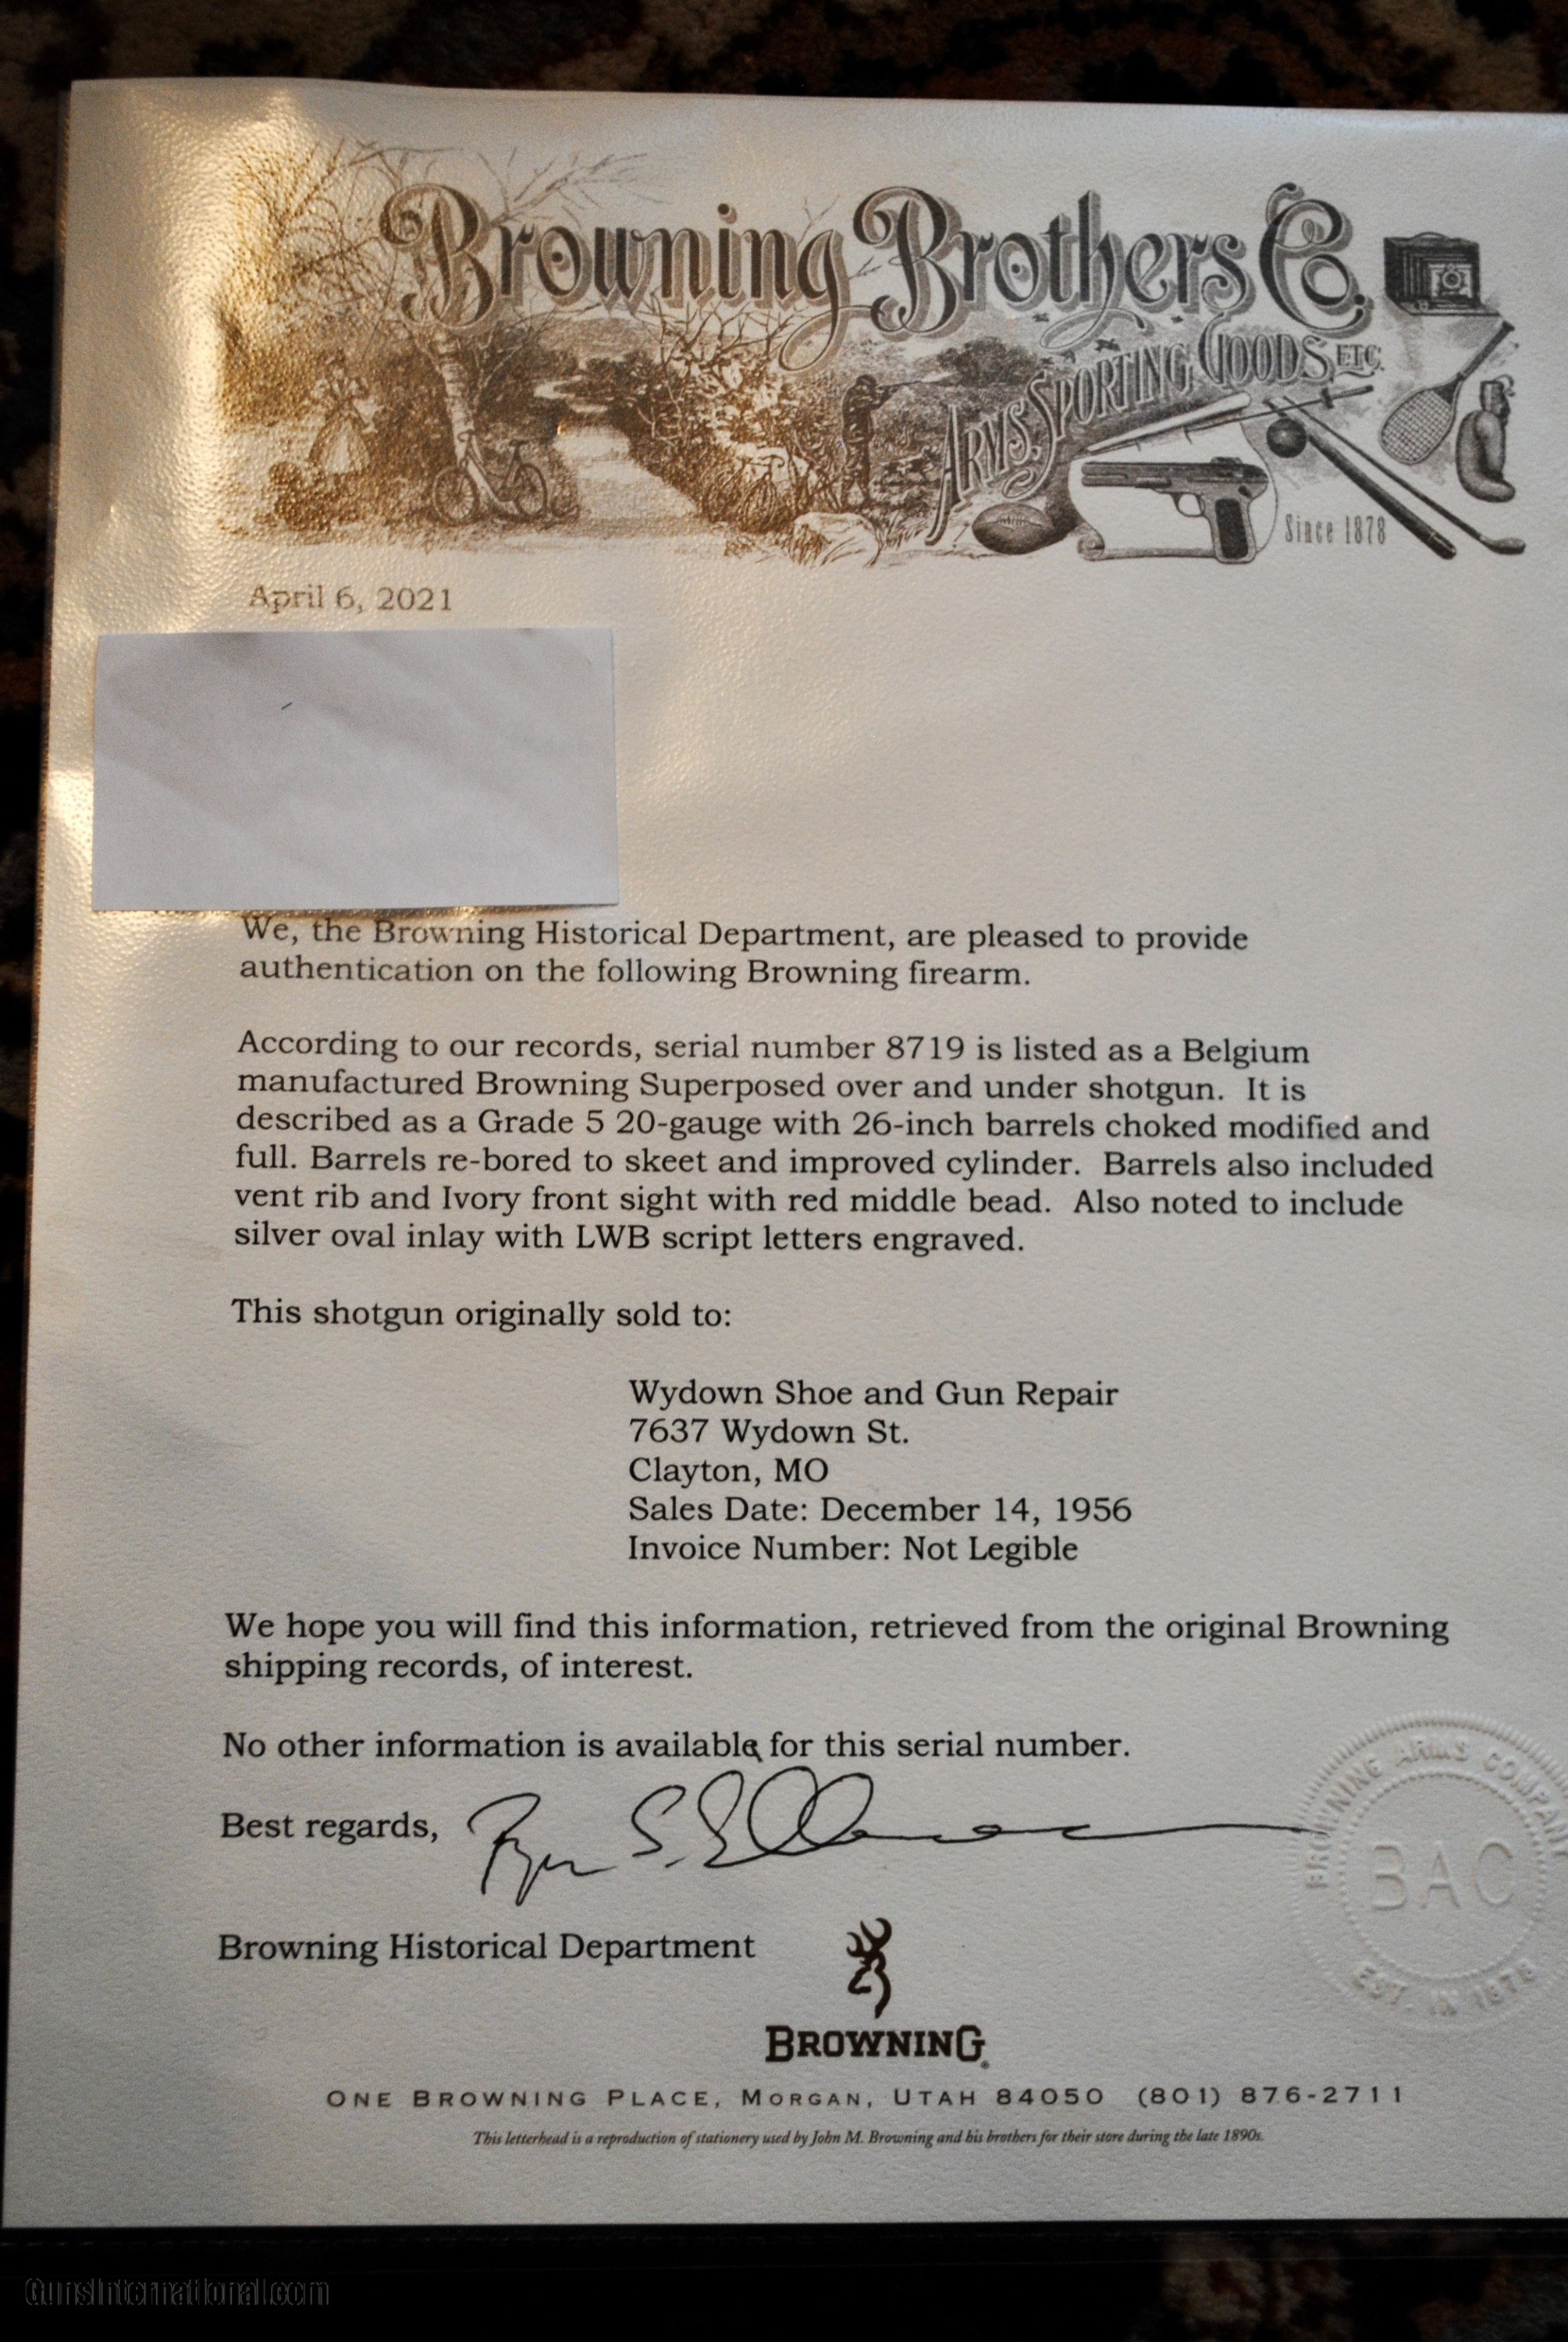 Browning Brothers Co.
Arms, Sporting Goods, Etc.
Since 1878
April 6, 2021
We, the Browning Historical Department, are pleased to provide
authentication on the following Browning firearm.
According to our records, serial number 8719 is listed as a Belgium
manufactured Browning Superposed over and under shotgun. It is
described as a Grade 5 20-gauge with 26-inch barrels choked modified and
full. Barrels re-bored to skeet and improved cylinder. Barrels also included
vent rib and Ivory front sight with red middle bead. Also noted to include
silver oval inlay with LWB script letters engraved.
This shotgun originally sold to:
Wydown Shoe and Gun Repair
7637 Wydown St.
Clayton, MO
Sales Date: December 14, 1956
Invoice Number: Not Legible
We hope you will find this information, retrieved from the original Browning
shipping records, of interest.
No other information is available for this serial number.
Best regards,
BROWNING ARMS COMPANY
BAC
EST. IN 1878
Browning Historical Department
BROWNING
ONE BROWNING PLACE, MORGAN, UTAH 84050 (801) 876-2711
This letterhead is a reproduction of stationery used by John M. Browning and his brothers for their store during the late 1890s.
GunsInternational.com